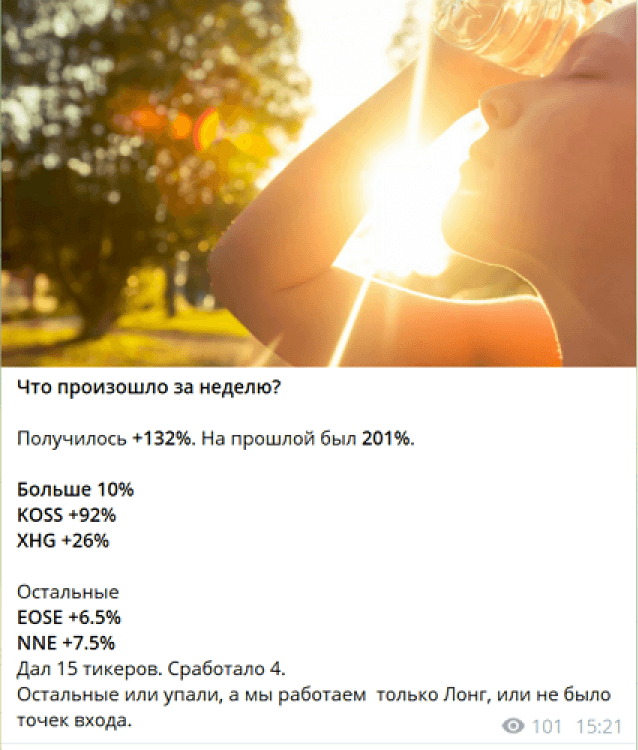 Что произошло за неделю?
Получилось +132%. На прошлой был 201%.
Больше 10%
KOSS +92%
XHG +26%
Остальные
EOSE +6.5%
NNE +7.5%
Дал 15 тикеров. Сработало 4.
Остальные или упали, а мы работаем только Лонг, или не было
точек входа.
101 15:21